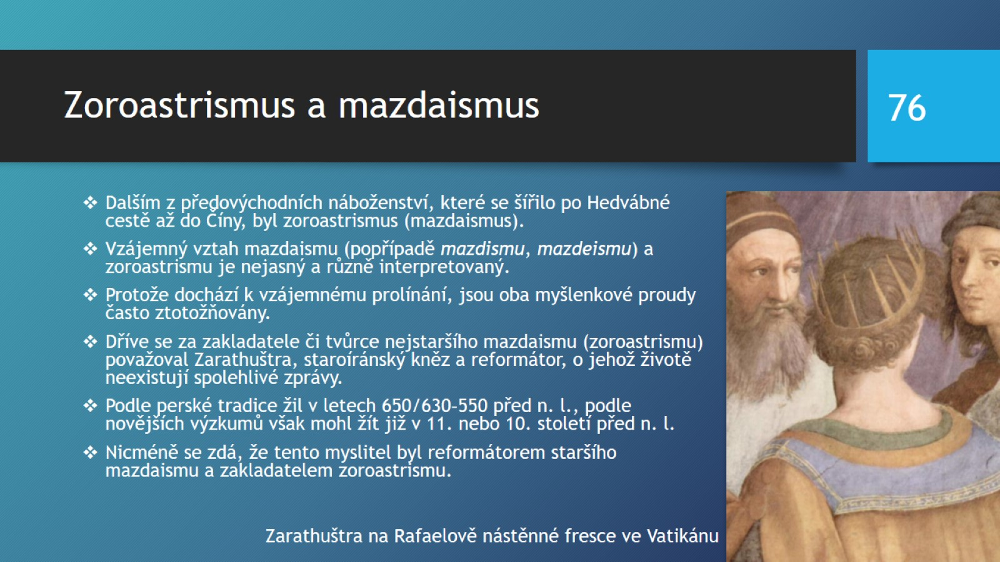 Zoroastrismus a mazdaismus
76
❖ Dalším z předovýchodních náboženství, které se šířilo po Hedvábné
cestě až do Číny, byl zoroastrismus (mazdaismus).
❖ Vzájemný vztah mazdaismu (popřípadě mazdismu, mazdeismu) a
zoroastrismu je nejasný a různě interpretovaný.
❖ Protože dochází k vzájemnému prolínání, jsou oba myšlenkové proudy
často ztotožňovány.
❖ Dříve se za zakladatele či tvůrce nejstaršího mazdaismu (zoroastrismu)
považoval Zarathuštra, staroíránský kněz a reformátor, o jehož životě
neexistují spolehlivé zprávy.
❖ Podle perské tradice žil v letech 650/630-550 před n. l., podle
novějších výzkumů však mohl žít již v 11. nebo 10. století před n. l.
❖ Nicméně se zdá, že tento myslitel byl reformátorem staršího
mazdaismu a zakladatelem zoroastrismu.
Zarathuštra na Rafaelově nástěnné fresce ve Vatikánu